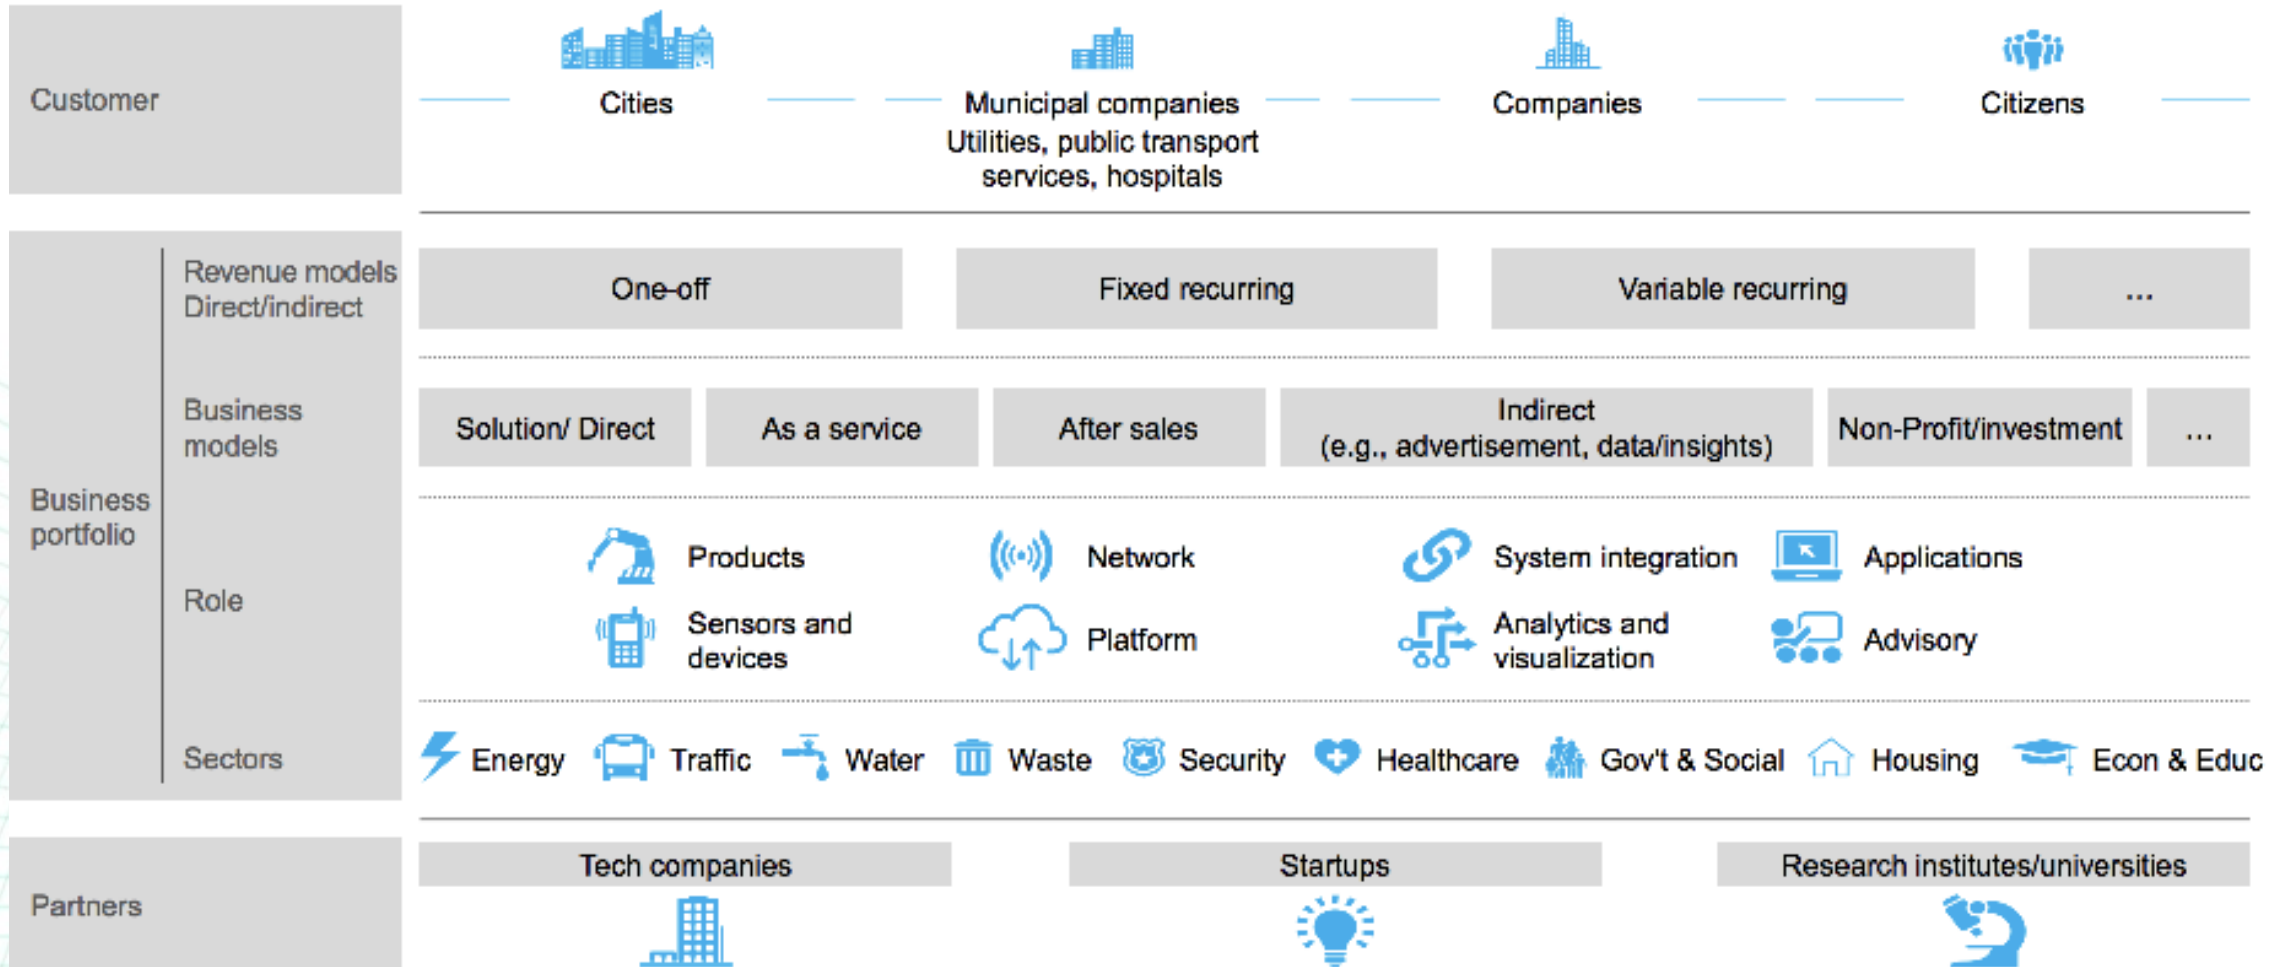 Customer
Cities
Municipal companies
Utilities, public transport
services, hospitals
Companies
Citizens
Business
portfolio
Revenue models
Direct/indirect
One-off
Fixed recurring
Variable recurring
...
Business
models
Solution/ Direct
As a service
After sales
Indirect
(e.g., advertisement, data/insights)
Non-Profit/investment
...
Role
Products
Network
System integration
Applications
Sensors and
devices
Platform
Analytics and
visualization
Advisory
Sectors
Energy
Traffic
Water
Waste
Security
Healthcare
Gov't & Social
Housing
Econ & Educ
Partners
Tech companies
Startups
Research institutes/universities